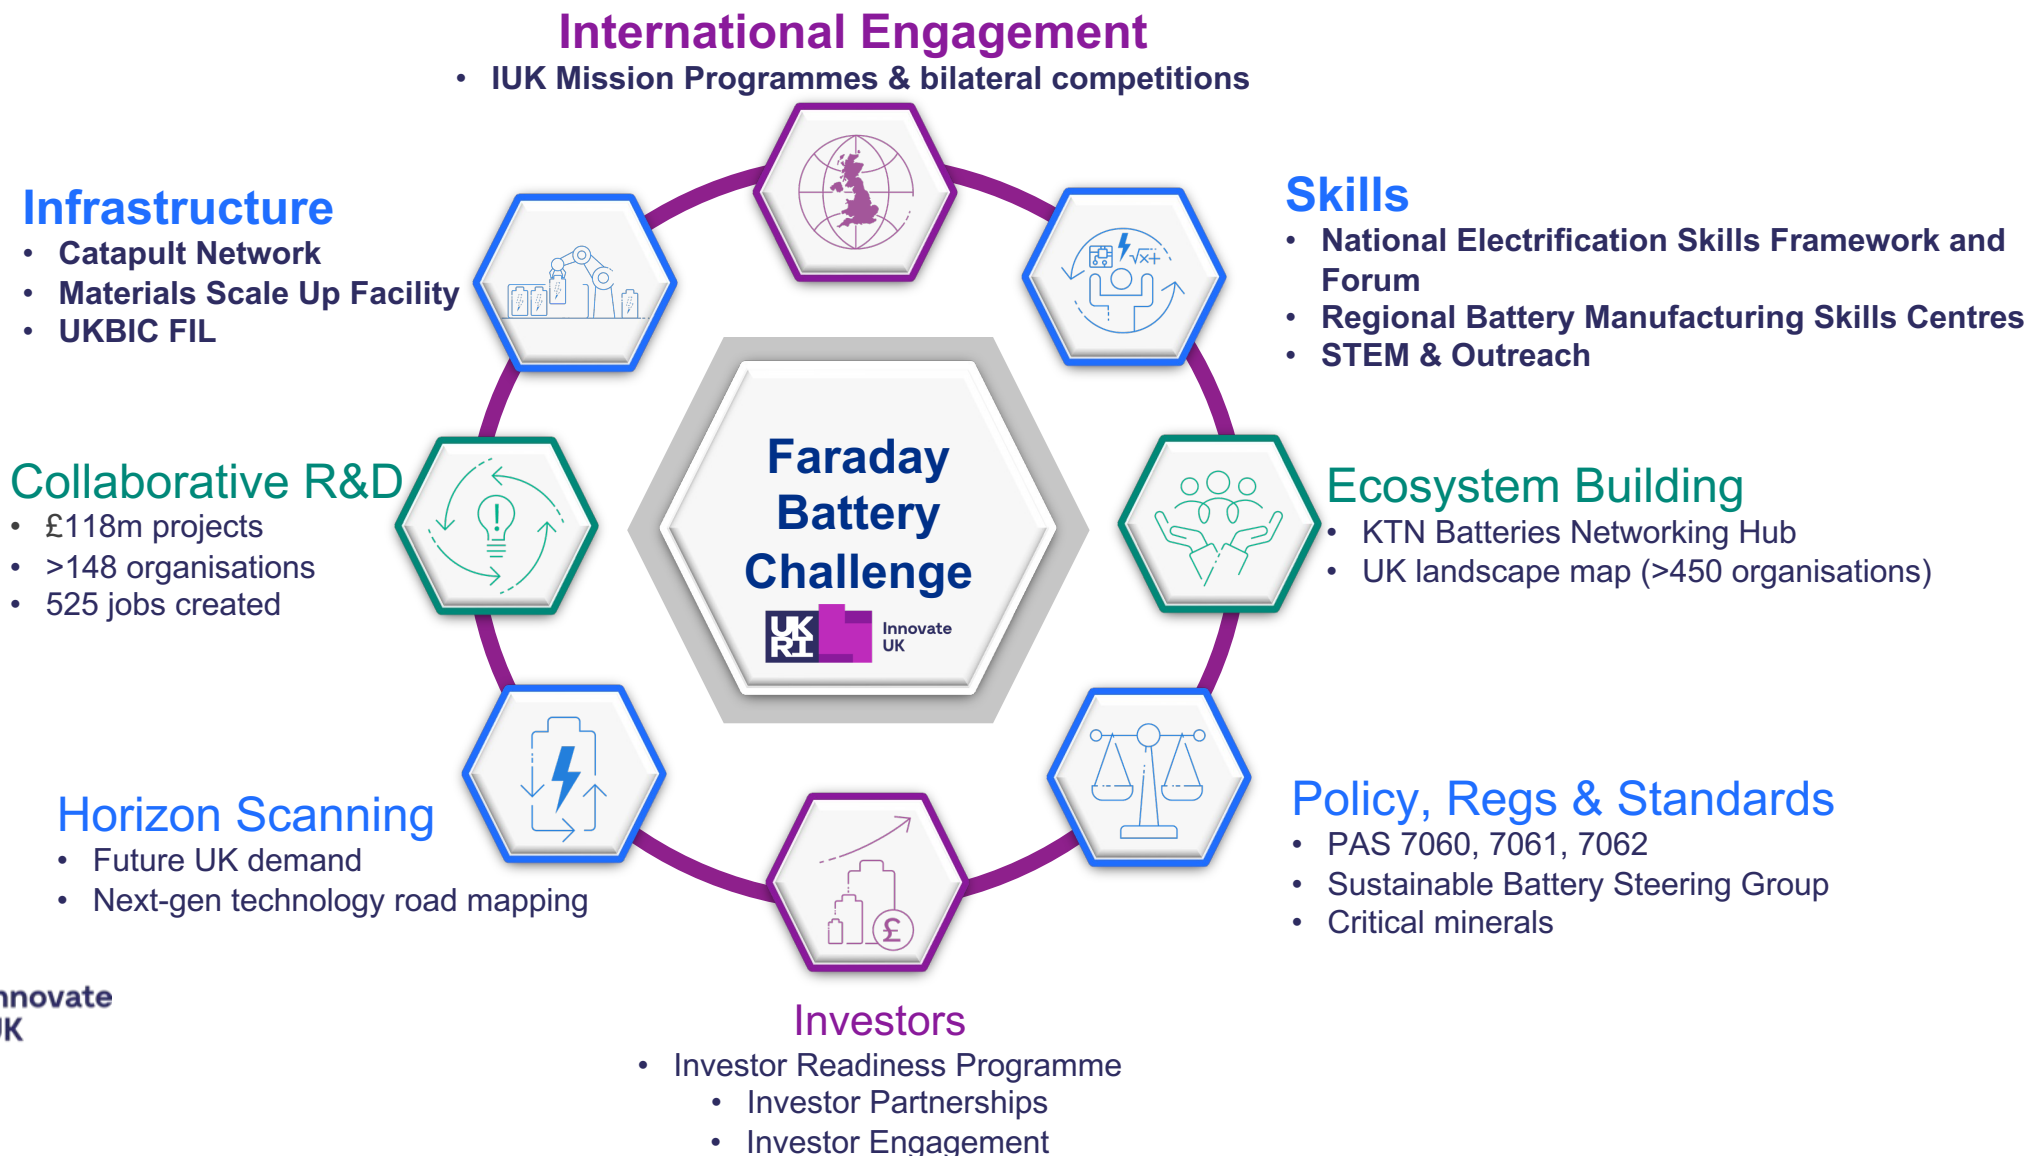 International Engagement
• IUK Mission Programmes & bilateral competitions
Infrastructure
• Catapult Network
• Materials Scale Up Facility
• UKBIC FIL
Skills
• National Electrification Skills Framework and
Forum
• Regional Battery Manufacturing Skills Centres
• STEM & Outreach
√x+
Collaborative R&D
• £118m projects
• >148 organisations
• 525 jobs created
Faraday
Battery
Challenge
UK
RI
Innovate
UK
Ecosystem Building
• KTN Batteries Networking Hub
• UK landscape map (>450 organisations)
Horizon Scanning
• Future UK demand
• Next-gen technology road mapping
Policy, Regs & Standards
• PAS 7060, 7061, 7062
• Sustainable Battery Steering Group
• Critical minerals
£
nnovate
UK
Investors
• Investor Readiness Programme
• Investor Partnerships
• Investor Engagement